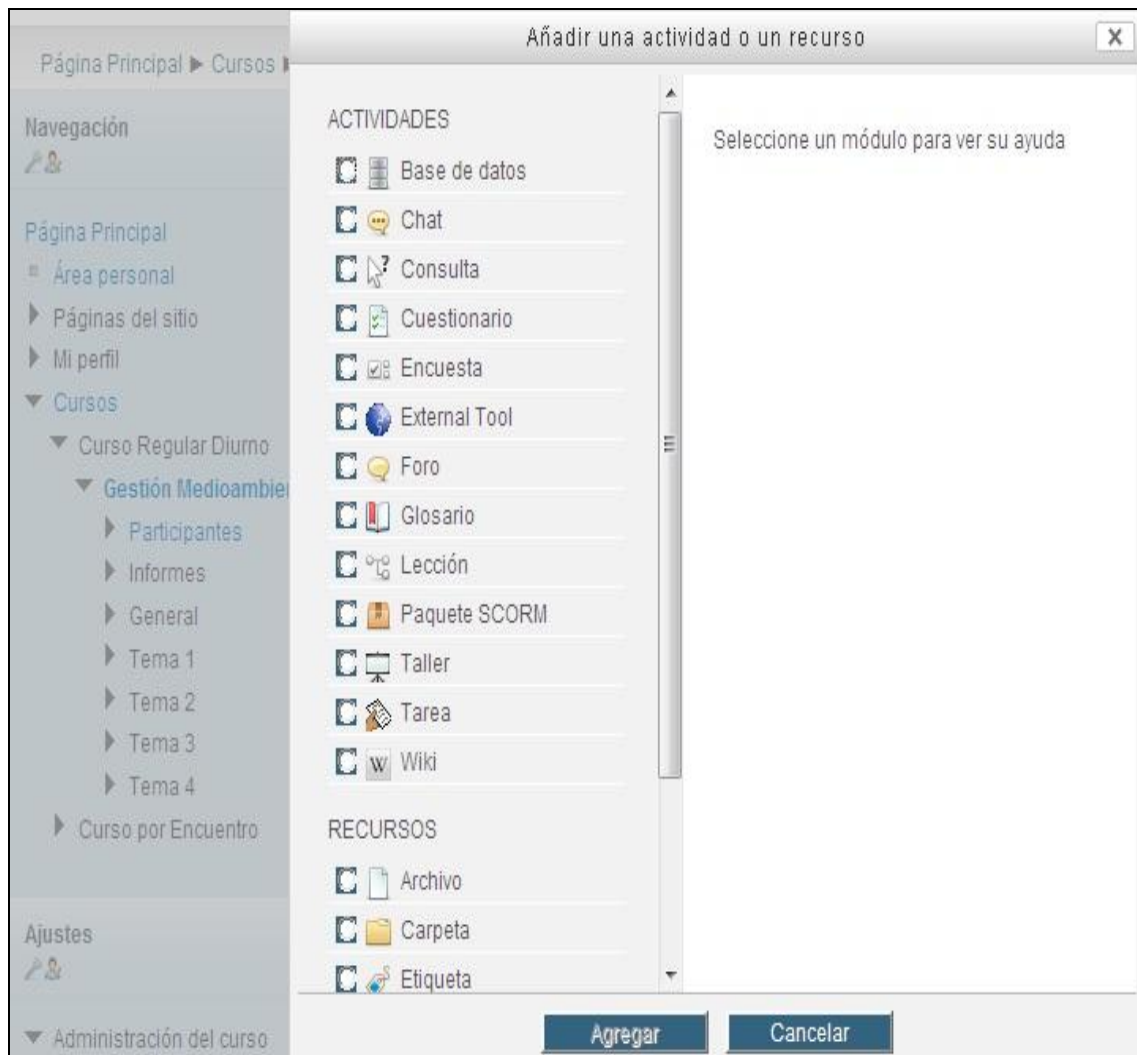 Añadir una actividad o un recurso
Página Principal ▶ Cursos
Navegación
Página Principal
Área personal
Páginas del sitio
Mi perfil
Cursos
Curso Regular Diurno
Gestión Medioambie
Participantes
Informes
General
Tema 1
Tema 2
Tema 3
Tema 4
Curso por Encuentro
Ajustes
Administración del curso
ACTIVIDADES
Base de datos
Chat
Consulta
Cuestionario
Encuesta
External Tool
Foro
Glosario
Lección
Paquete SCORM
Taller
Tarea
Wiki
RECURSOS
Archivo
Carpeta
Etiqueta
Seleccione un módulo para ver su ayuda
Agregar
Cancelar